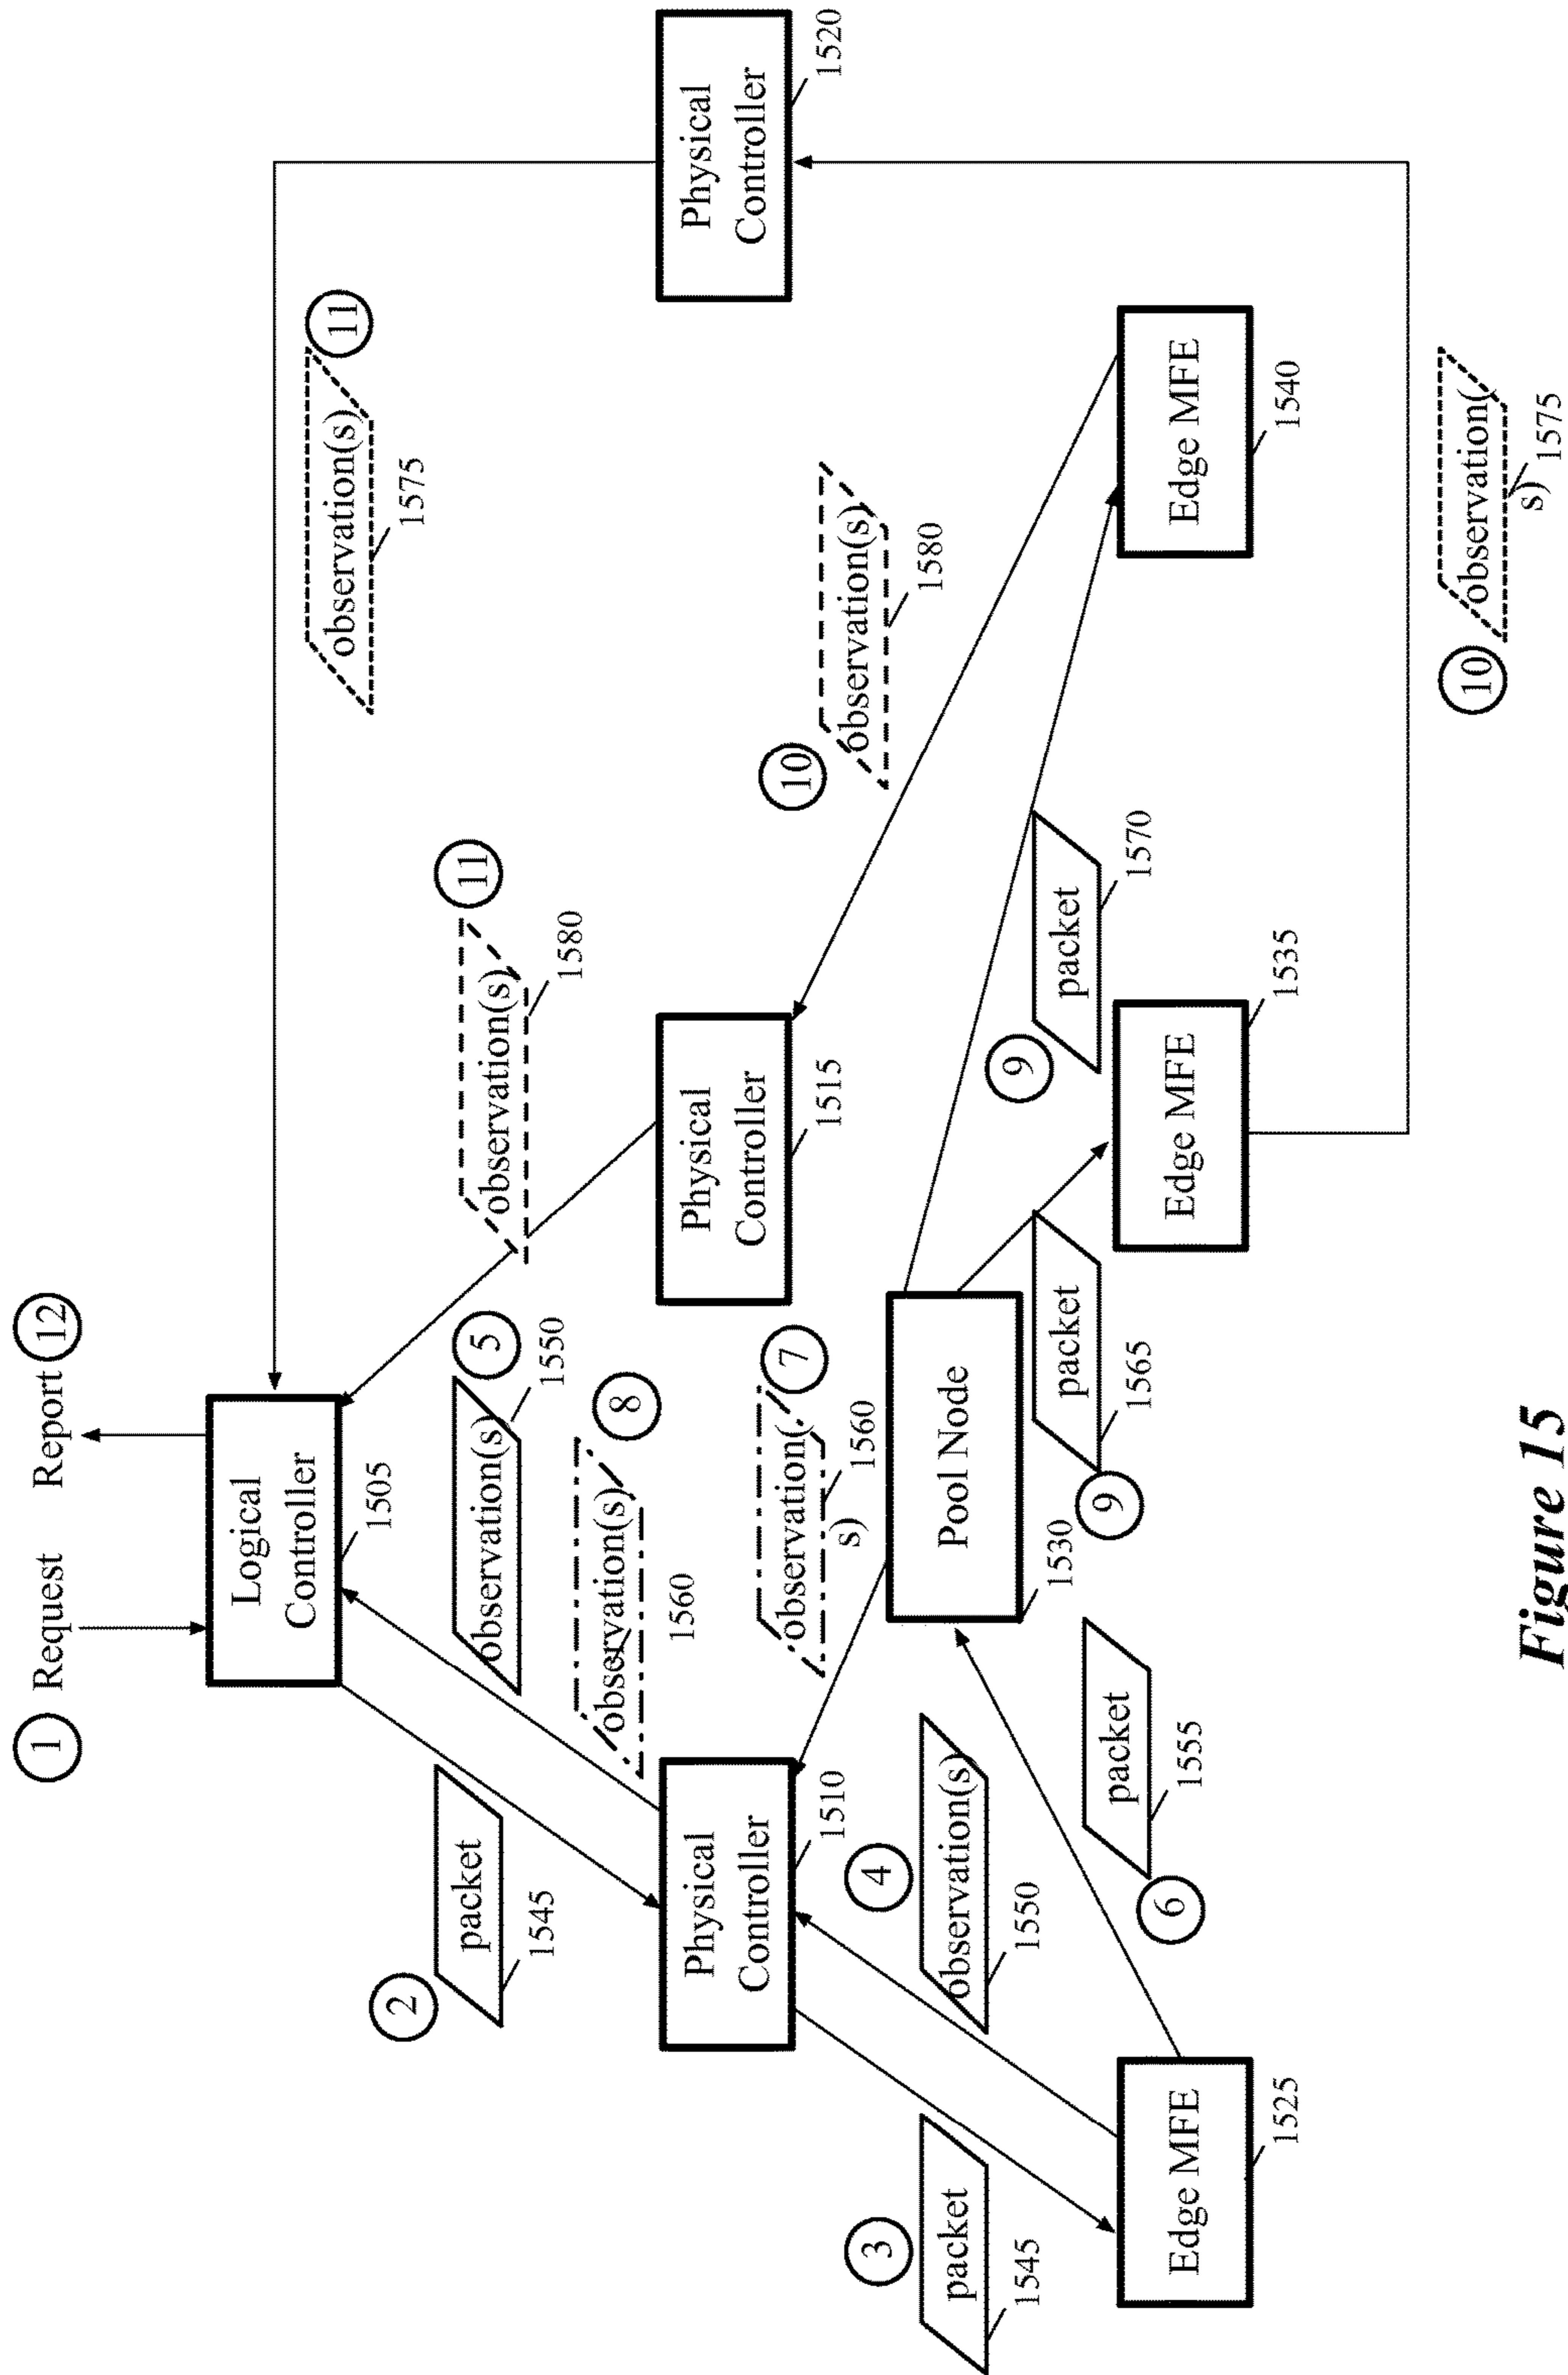 1 Request Report 12
Logical
Controller
1505
2
packet
1545
observation(s)
5
1550
observation(s)
8
1560
observation(s)
11
1580
observation(s)
11
1575
Physical
Controller
1510
Physical
Controller
1515
Physical
Controller
1520
3
packet
1545
4
observation(s)
1550
observation(
s)
7
1560
10
observation(s)
1580
Pool Node
1530
6
packet
1555
9
packet
1565
9
packet
1570
Edge MFE
1525
Edge MFE
1535
Edge MFE
1540
10
observation(
s)
1575
Figure 15